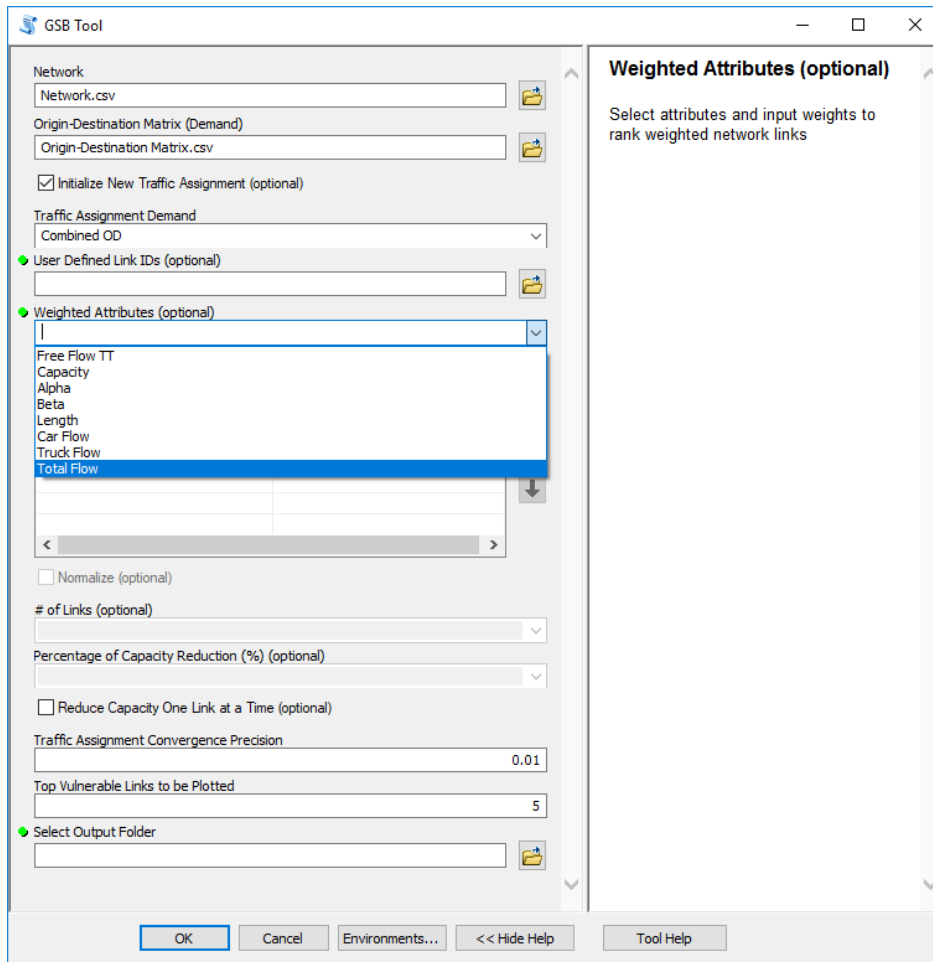 GSB Tool
Network
Network.csv
Origin-Destination Matrix (Demand)
Origin-Destination Matrix.csv
Initialize New Traffic Assignment (optional)
Traffic Assignment Demand
Combined OD
User Defined Link IDs (optional)
Weighted Attributes (optional)
Free Flow TT
Capacity
Alpha
Beta
Length
Car Flow
Truck Flow
Total Flow
Normalize (optional)
# of Links (optional)
Percentage of Capacity Reduction (%) (optional)
Reduce Capacity One Link at a Time (optional)
Traffic Assignment Convergence Precision
0.01
Top Vulnerable Links to be Plotted
5
Select Output Folder
Weighted Attributes (optional)
Select attributes and input weights to
rank weighted network links
OK
Cancel
Environments...
<< Hide Help
Tool Help